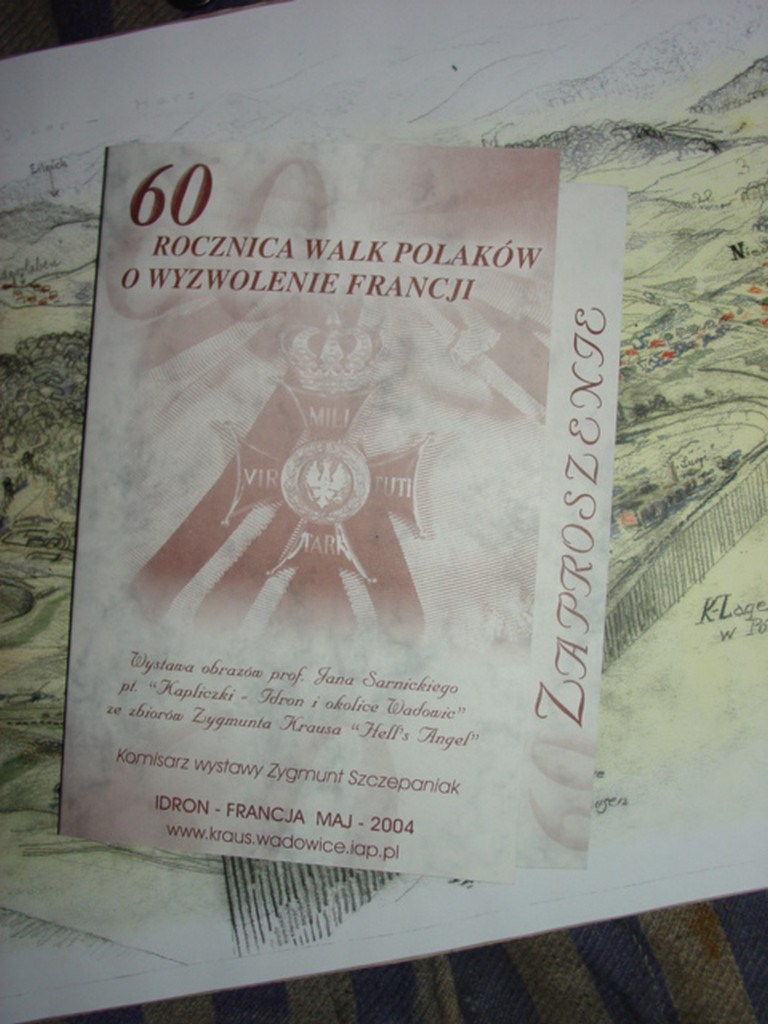 60
ROCZNICA WALK POLAKÓW
O WYZWOLENIE FRANCJI
MILI
VIR TUTI
TARI
Wystawa obrazów prof. Jana Sarnickiego
pt. "Kapliczki - Idron i okolice Wadowic"
ze zbiorów Zygmunta Krausa "Hell's Angel"
Komisarz wystawy Zygmunt Szczepaniak
IDRON - FRANCJA MAJ - 2004
www.kraus.wadowice.iap.pl
ZAPROSZENIE
60
K-Lage